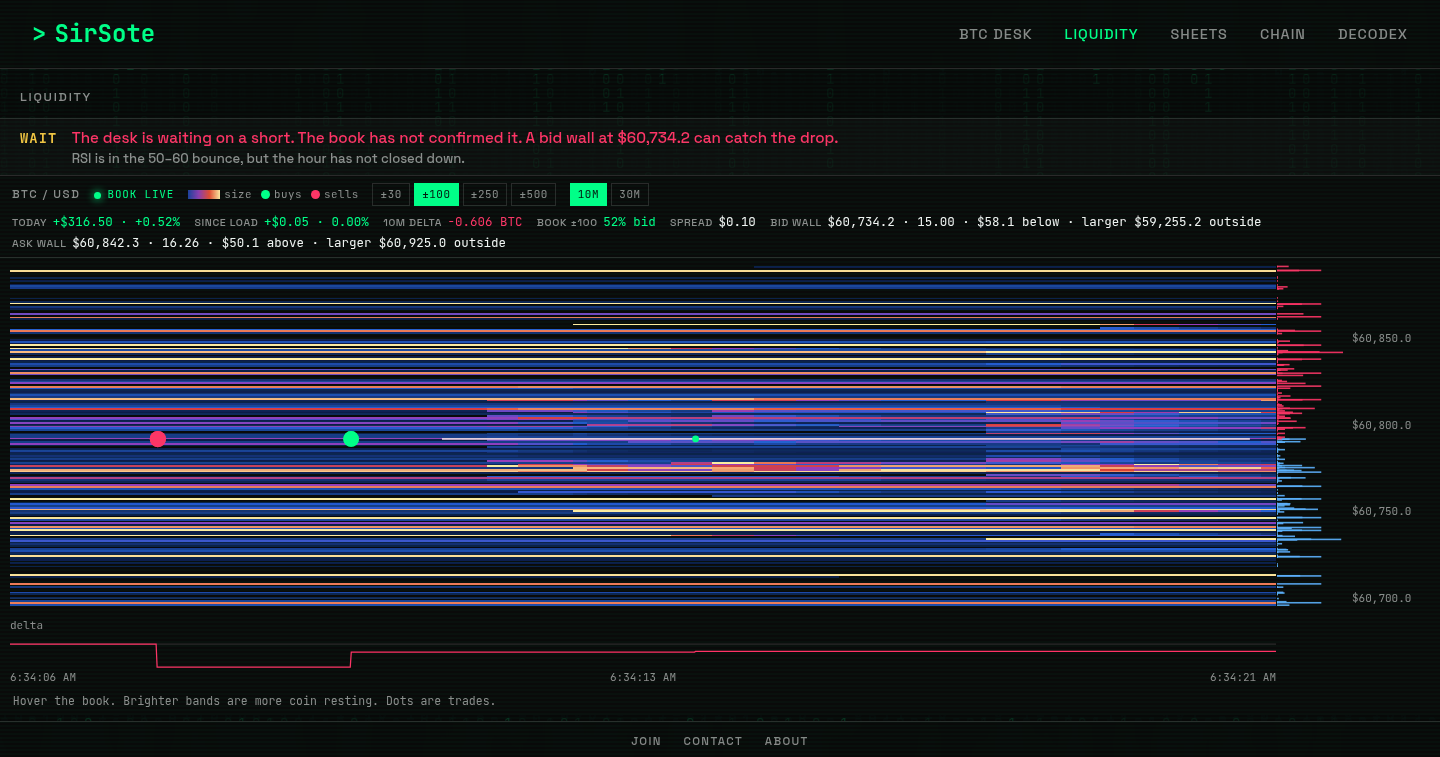 > SirSote
BTC DESK LIQUIDITY SHEETS CHAIN DECODEX
LIQUIDITY
WAIT The desk is waiting on a short. The book has not confirmed it. A bid wall at $60,734.2 can catch the drop.
RSI is in the 50–60 bounce, but the hour has not closed down.
BTC / USD BOOK LIVE size buys sells ±30 ±100 ±250 ±500 10M 30M
TODAY +$316.50 · +0.52% SINCE LOAD +$0.05 · 0.00% 10M DELTA -0.606 BTC BOOK ±100 52% bid SPREAD $0.10 BID WALL $60,734.2 · 15.00 · $58.1 below · larger $59,255.2 outside
ASK WALL $60,842.3 · 16.26 · $50.1 above · larger $60,925.0 outside
$60,850.0
$60,800.0
$60,750.0
$60,700.0
delta
6:34:06 AM 6:34:13 AM 6:34:21 AM
Hover the book. Brighter bands are more coin resting. Dots are trades.
JOIN CONTACT ABOUT